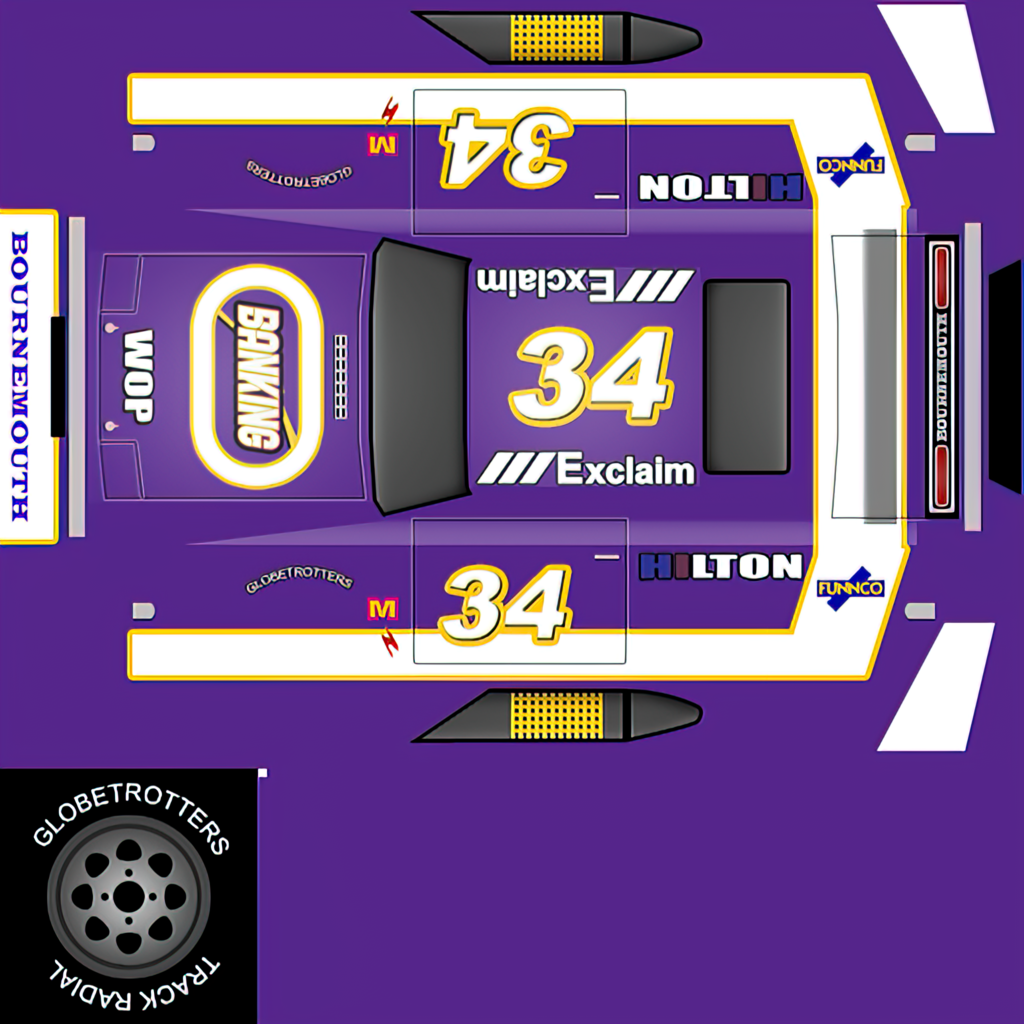 34
M
GLOBETROTTERS
HILTON
FUNNCO
BOURNEMOUTH
WOP
BANKING
Exclaim
34
Exclaim
BOURNEMOUTH
GLOBETROTTERS
M
34
HILTON
FUNNCO
GLOBETROTTERS
TRACK RADIAL